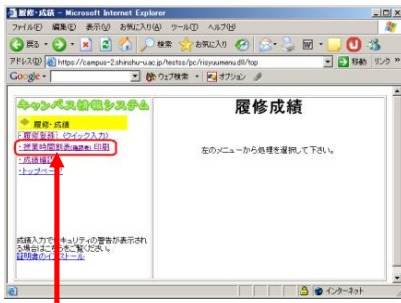 履修・成績 - Microsoft Internet Explorer
ファイル(F) 編集(E) 表示(V) お気に入り(A) ツール(T) ヘルプ(H)
戻る 検索 お気に入り
アドレス(D) https://campus-2.shinshu-u.ac.jp/testos/pc/risyuumenu.dll/top 移動 リンク »
Google ウェブ検索 オプション
キャンパス情報システム
履修・成績
・履修登録 (クイック入力)
・授業時間割表(確認表) 印刷
・成績確認
・トップページ
履修成績
左のメニューから処理を選択して下さい。
成績入力でセキュリティの警告が表示され
る場合はこちらをご覧ください。
証明書のインストール
インターネット